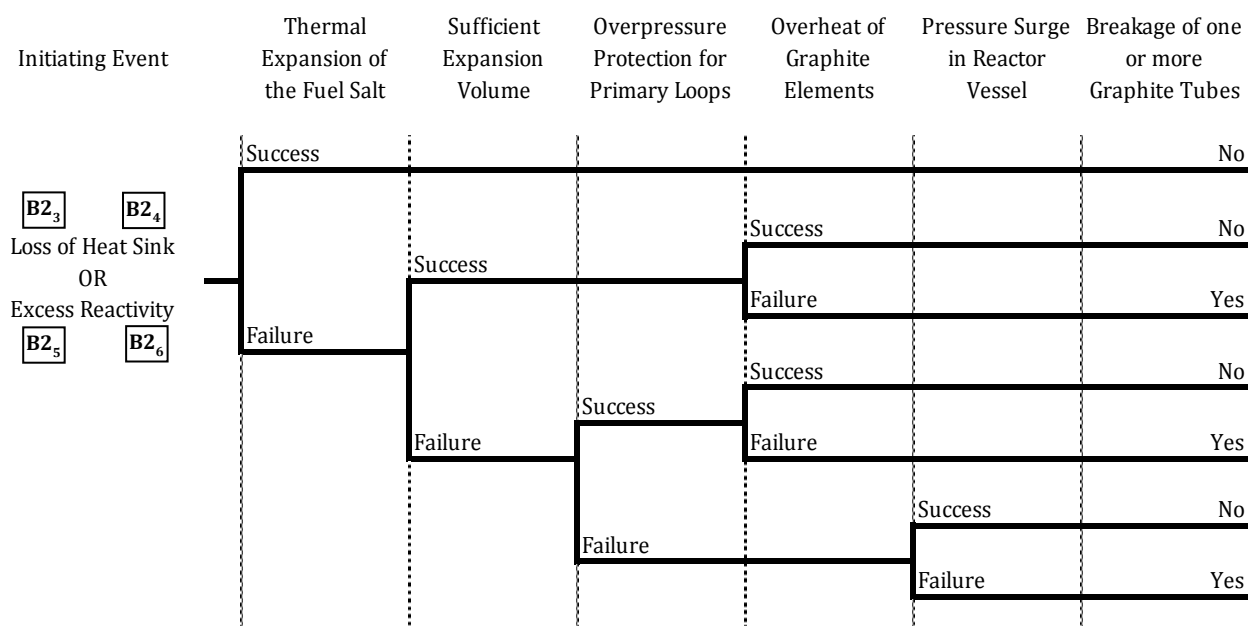 Initiating Event
Thermal
Expansion of
the Fuel Salt
Sufficient
Expansion
Volume
Overpressure
Protection for
Primary Loops
Overheat of
Graphite
Elements
Pressure Surge
in Reactor
Vessel
Breakage of one
or more
Graphite Tubes
Success No
B2₃ B2₄
Loss of Heat Sink
OR
Excess Reactivity
B2₅ B2₆
Success No
Success
Failure Yes
Failure
Success No
Success
Failure Failure Yes
Success No
Failure
Failure Yes